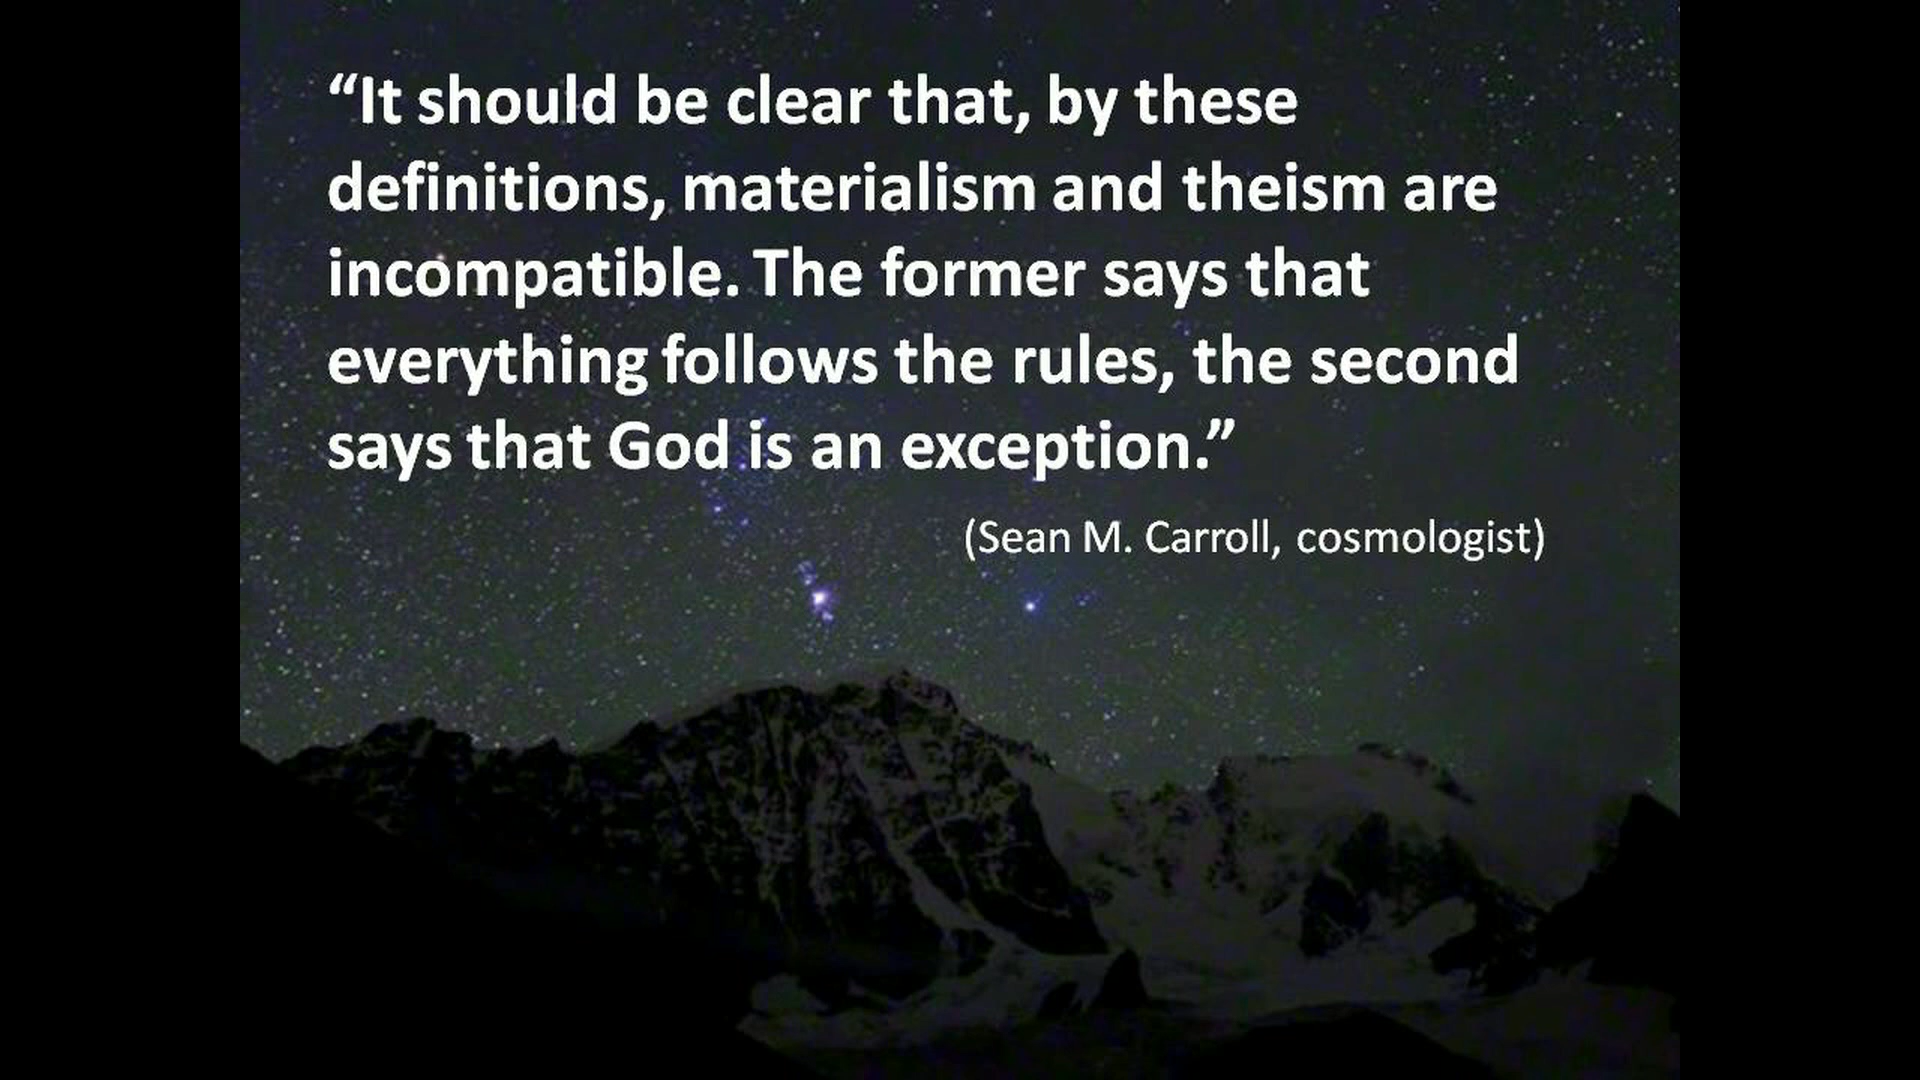 “It should be clear that, by these
definitions, materialism and theism are
incompatible. The former says that
everything follows the rules, the second
says that God is an exception.”
(Sean M. Carroll, cosmologist)